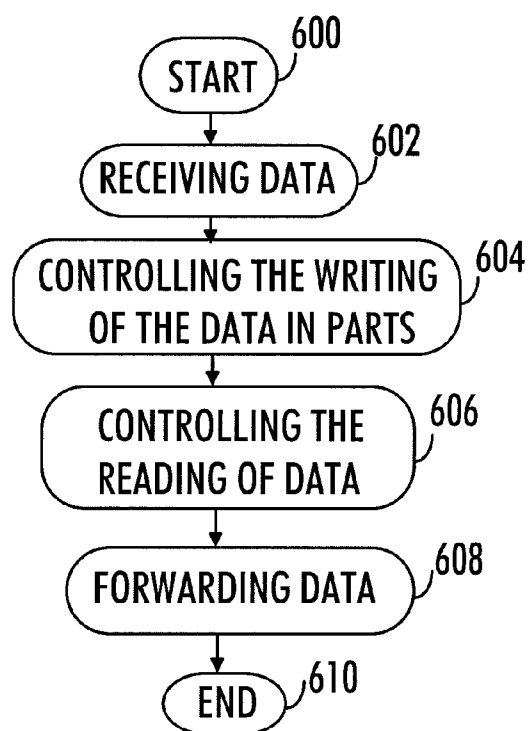 600
START
602
RECEIVING DATA
604
CONTROLLING THE WRITING
OF THE DATA IN PARTS
606
CONTROLLING THE
READING OF DATA
608
FORWARDING DATA
610
END